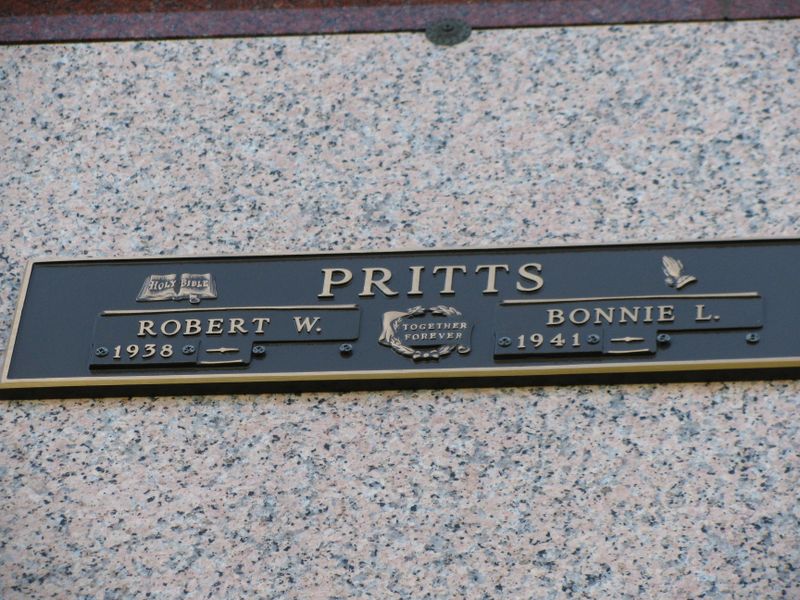 PRITTS
HOLY BIBLE
ROBERT W.
1938
TOGETHER
FOREVER
BONNIE L.
1941